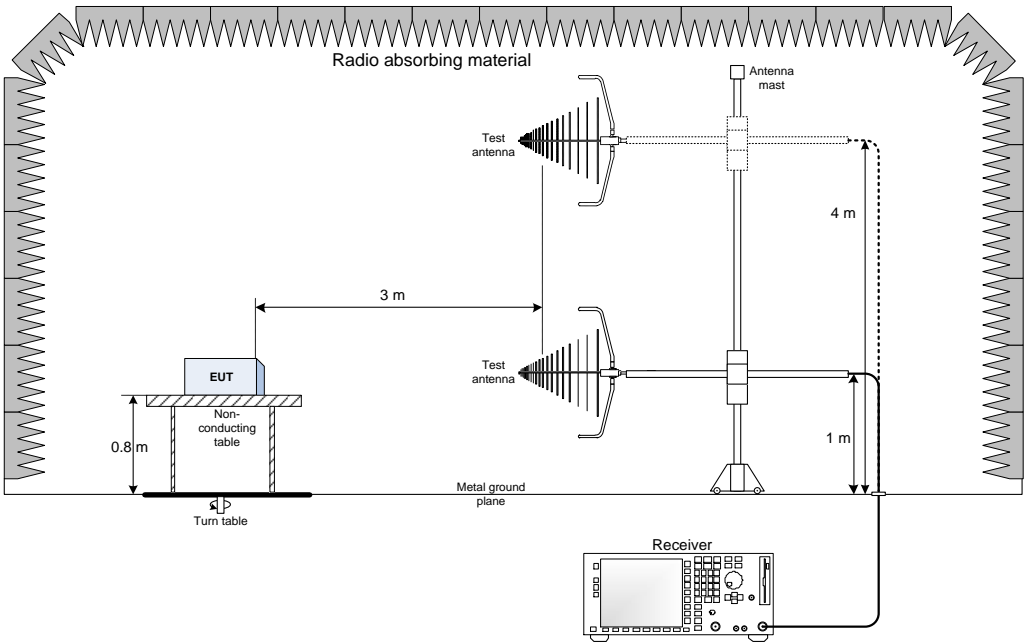 Radio absorbing material
Antenna
mast
Test
antenna
4 m
3 m
Test
antenna
EUT
Non-
conducting
table
0.8 m
1 m
Metal ground
plane
Turn table
Receiver